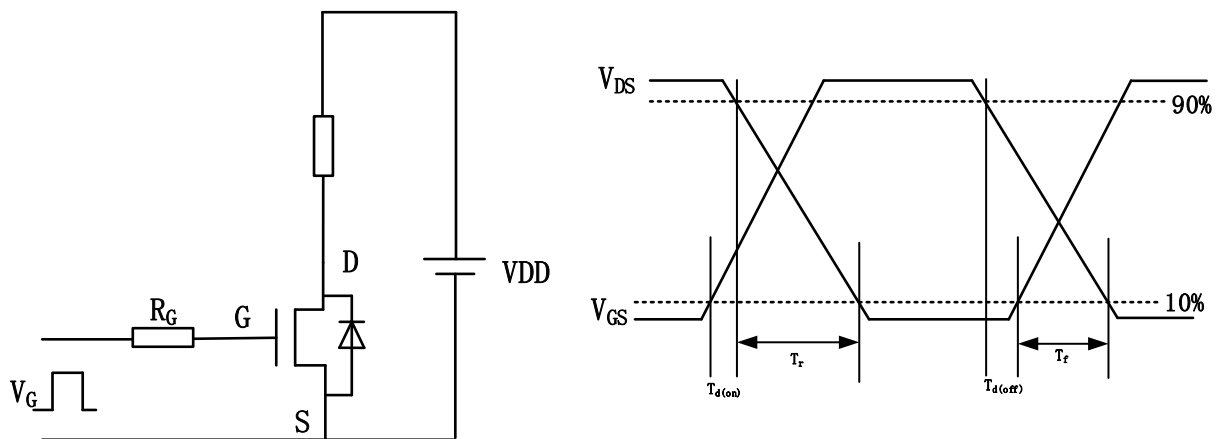 D
VDD
R_G
G
V_G
S
V_DS
90%
V_GS
10%
T_r
T_f
T_d(on)
T_d(off)